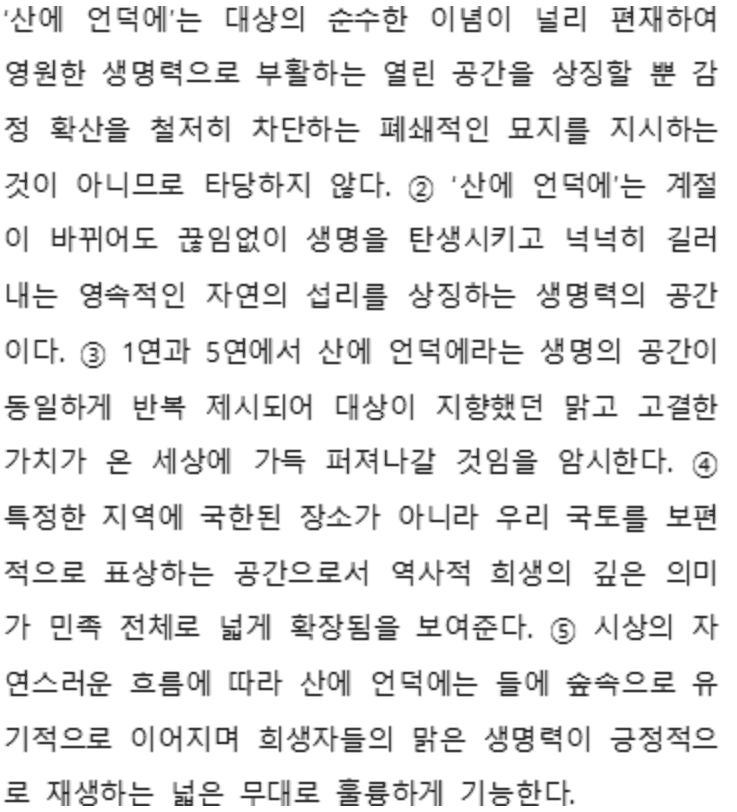 ‘산에 언덕에’는 대상의 순수한 이념이 널리 편재하여
영원한 생명력으로 부활하는 열린 공간을 상징할 뿐 감
정 확산을 철저히 차단하는 폐쇄적인 묘지를 지시하는
것이 아니므로 타당하지 않다. ② ‘산에 언덕에’는 계절
이 바뀌어도 끊임없이 생명을 탄생시키고 넉넉히 길러
내는 영속적인 자연의 섭리를 상징하는 생명력의 공간
이다. ③ 1연과 5연에서 산에 언덕에라는 생명의 공간이
동일하게 반복 제시되어 대상이 지향했던 맑고 고결한
가치가 온 세상에 가득 퍼져나갈 것임을 암시한다. ④
특정한 지역에 국한된 장소가 아니라 우리 국토를 보편
적으로 표상하는 공간으로서 역사적 희생의 깊은 의미
가 민족 전체로 넓게 확장됨을 보여준다. ⑤ 시상의 자
연스러운 흐름에 따라 산에 언덕에는 들에 숲속으로 유
기적으로 이어지며 희생자들의 맑은 생명력이 긍정적으
로 재생하는 넓은 무대로 훌륭하게 기능한다.